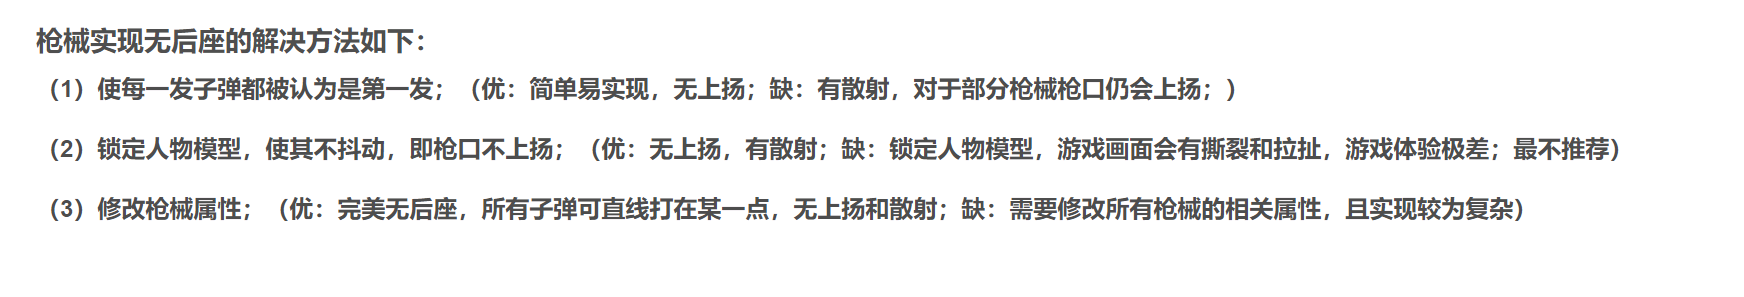 枪械实现无后座的解决方法如下：
（1）使每一发子弹都被认为是第一发；（优：简单易实现，无上扬；缺：有散射，对于部分枪械枪口仍会上扬；）
（2）锁定人物模型，使其不抖动，即枪口不上扬；（优：无上扬，有散射；缺：锁定人物模型，游戏画面会有撕裂和拉扯，游戏体验极差；最不推荐）
（3）修改枪械属性；（优：完美无后座，所有子弹可直线打在某一点，无上扬和散射；缺：需要修改所有枪械的相关属性，且实现较为复杂）